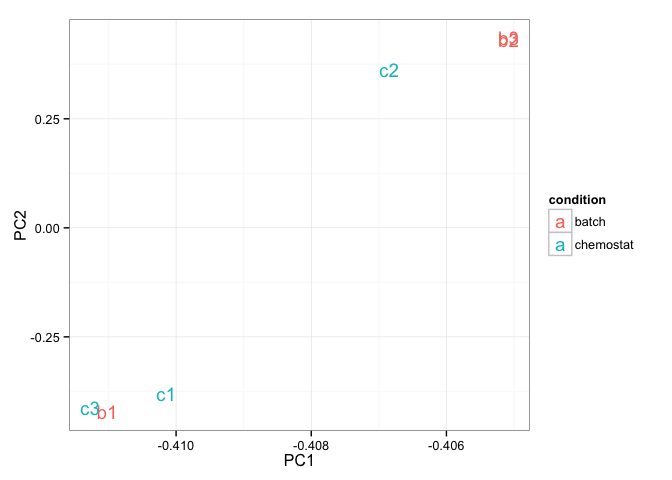 b3
b2
c2
0.25
0.00
-0.25
PC2
c3
b1
c1
-0.410
-0.408
-0.406
PC1
condition
a batch
a chemostat